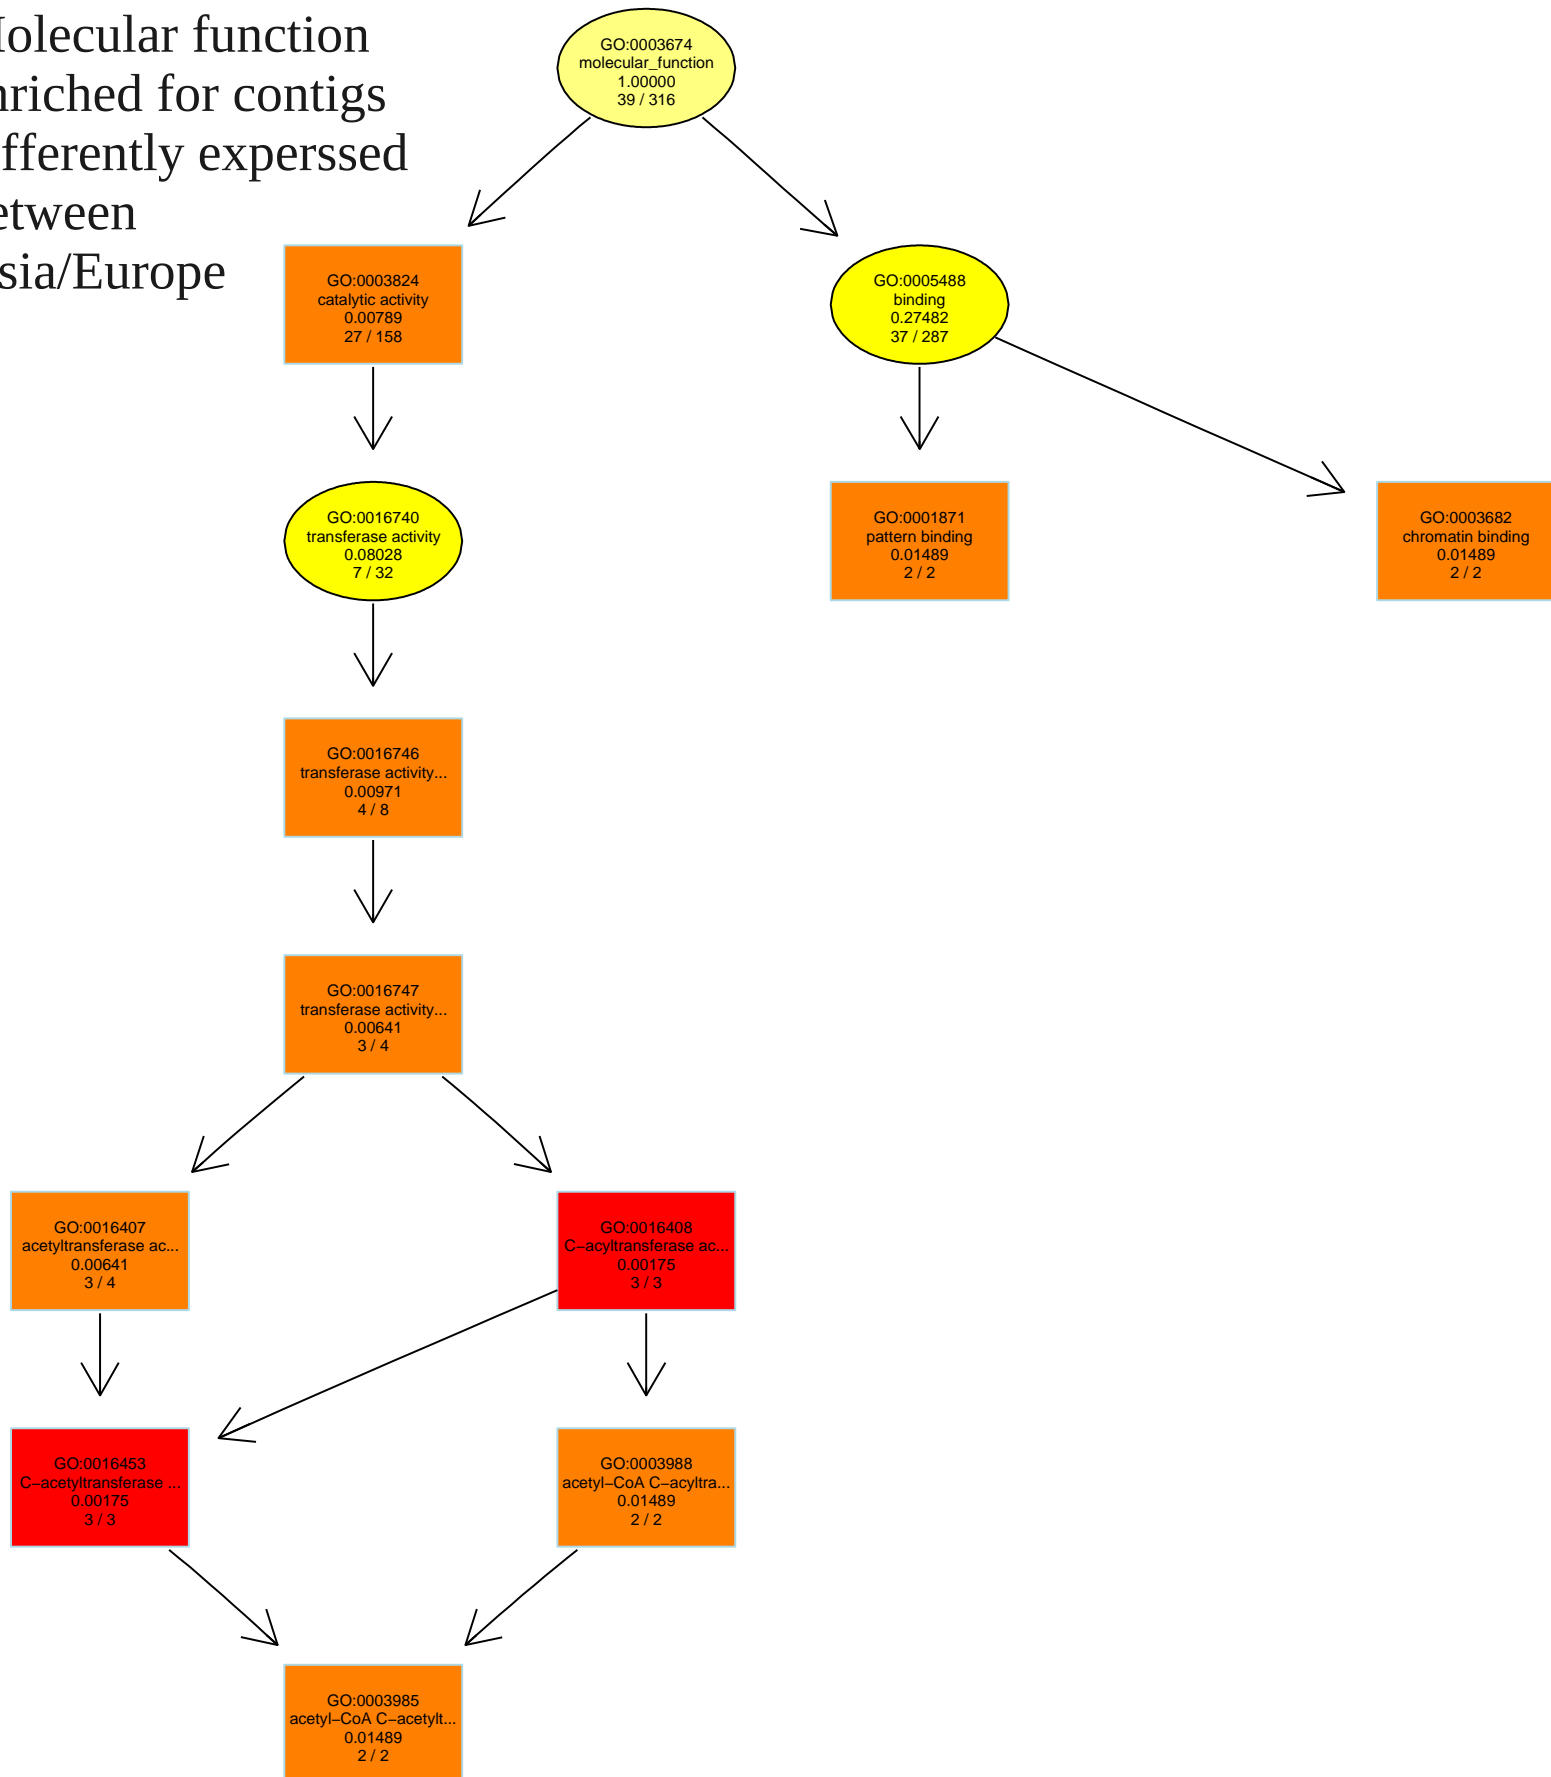 olecular function
nriched for contigs
fferently experssed
etween
sia/Europe
GO:0003674
molecular_function
1.00000
39 / 316
GO:0003824
catalytic activity
0.00789
27 / 158
GO:0005488
binding
0.27482
37 / 287
GO:0016740
transferase activity
0.08028
7 / 32
GO:0001871
pattern binding
0.01489
2 / 2
GO:0003682
chromatin binding
0.01489
2 / 2
GO:0016746
transferase activity...
0.00971
4 / 8
GO:0016747
transferase activity...
0.00641
3 / 4
GO:0016407
acetyltransferase ac...
0.00641
3 / 4
GO:0016408
C−acyltransferase ac...
0.00175
3 / 3
GO:0016453
C−acetyltransferase ...
0.00175
3 / 3
GO:0003988
acetyl−CoA C−acyltra...
0.01489
2 / 2
GO:0003985
acetyl−CoA C−acetylt...
0.01489
2 / 2